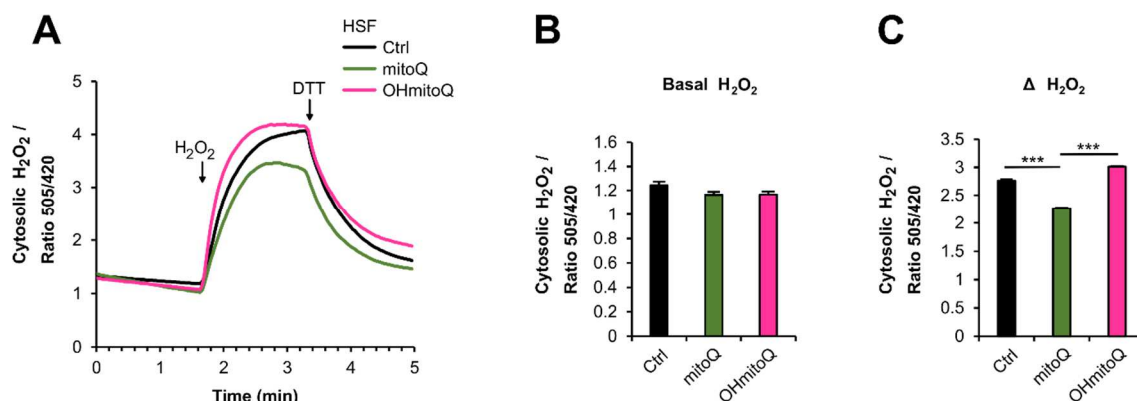 A
HSF
Ctrl
mitoQ
OHmitoQ
Cytosolic H₂O₂ /
Ratio 505/420
5
4
3
2
1
0
H₂O₂
DTT
0 1 2 3 4 5
Time (min)
B
Basal H₂O₂
Cytosolic H₂O₂ /
Ratio 505/420
1.6
1.4
1.2
1
0.8
0.6
0.4
0.2
0
Ctrl
mitoQ
OHmitoQ
C
Δ H₂O₂
Cytosolic H₂O₂ /
Ratio 505/420
3.5
3
2.5
2
1.5
1
0.5
0
***
***
Ctrl
mitoQ
OHmitoQ